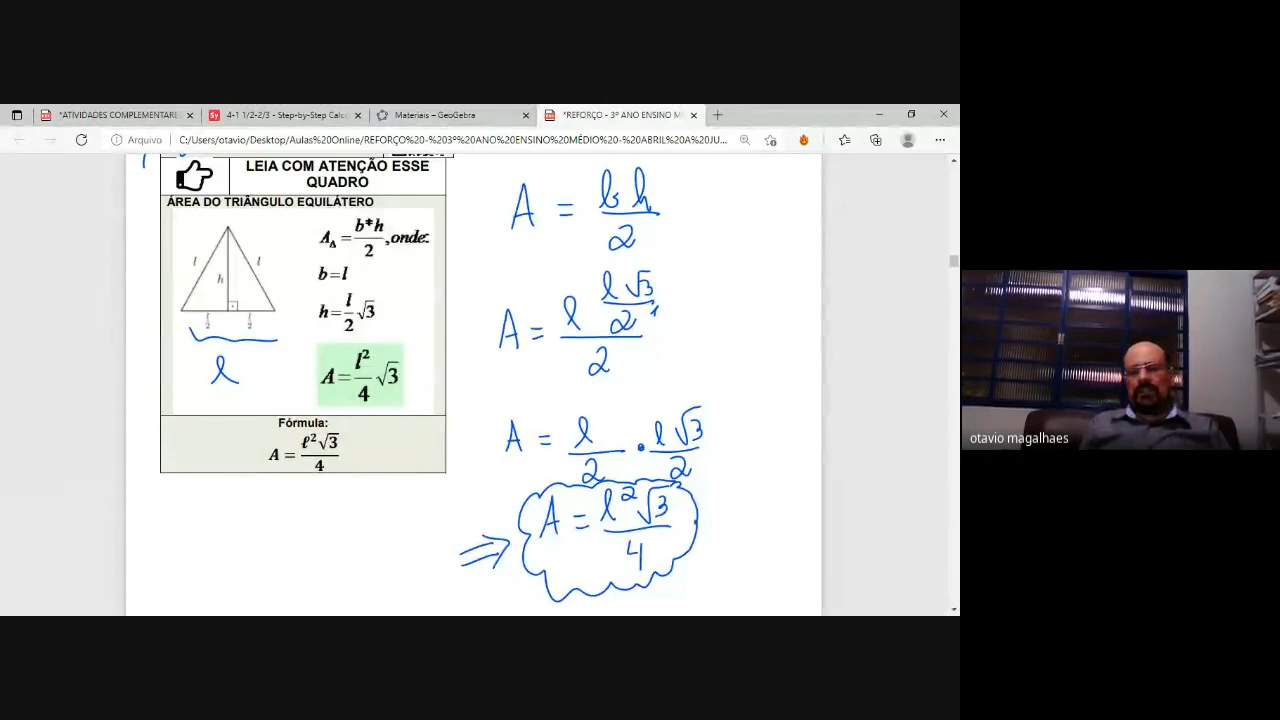 *ATIVIDADES COMPLEMENTARE
4-1 1/2-2/3 - Step-by-Step Calc
Materiais – GeoGebra
*REFORÇO - 3º ANO ENSINO M
Arquivo
C:/Users/otavio/Desktop/Aulas%20Online/REFORÇO%20-%203º%20ANO%20ENSINO%20MÉDIO%20-%20ABRIL%20A%20JU...
LEIA COM ATENÇÃO ESSE
QUADRO
ÁREA DO TRIÂNGULO EQUILÁTERO
l l h
l/2 l/2
l
A∆ = b*h/2 ,onde:
b=l
h= l/2 √3
A= l²/4 √3
Fórmula:
A = ℓ²√3/4
A = b h/2
A = l l√3/2 / 2
A = l/2 · l√3/2
⇒ A = l²√3/4
otavio magalhaes